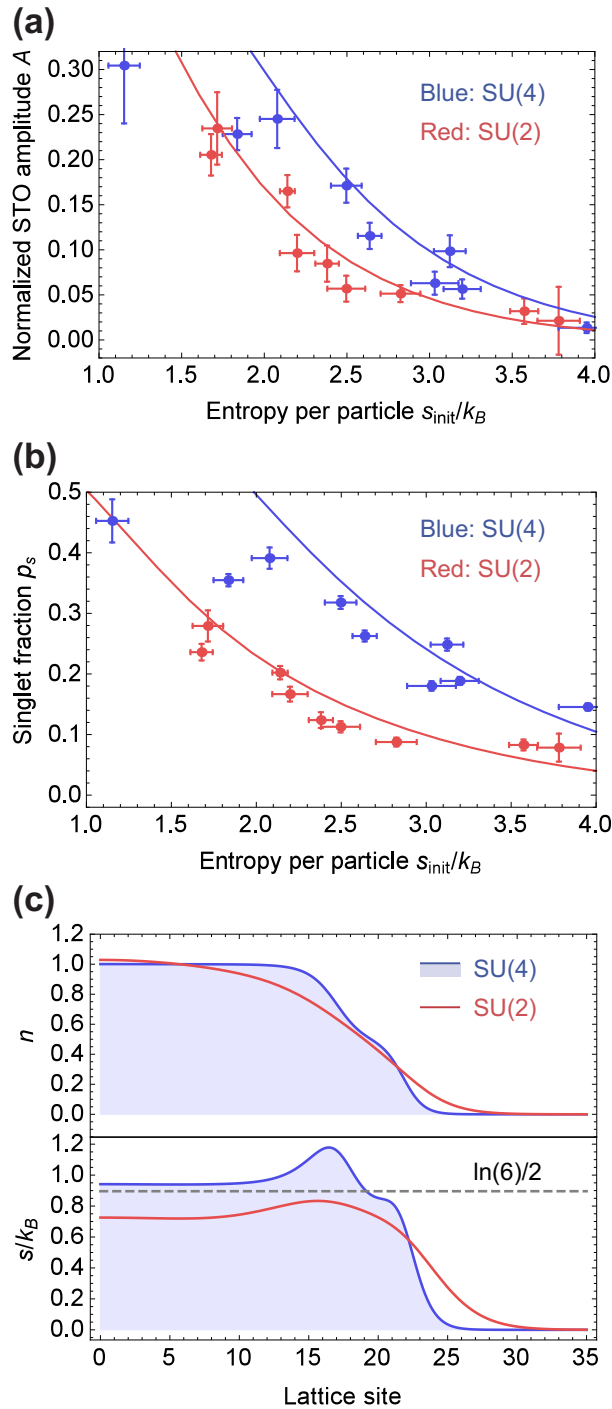 (a)
0.30
0.25
0.20
0.15
0.10
0.05
0.00
Normalized STO amplitude A
Blue: SU(4)
Red: SU(2)
1.0 1.5 2.0 2.5 3.0 3.5 4.0
Entropy per particle s_init/k_B
(b)
0.5
0.4
0.3
0.2
0.1
0.0
Singlet fraction p_s
Blue: SU(4)
Red: SU(2)
1.0 1.5 2.0 2.5 3.0 3.5 4.0
Entropy per particle s_init/k_B
(c)
1.2
1.0
0.8
0.6
0.4
0.2
0.0
n
SU(4)
SU(2)
1.2
1.0
0.8
0.6
0.4
0.2
0.0
s/k_B
ln(6)/2
0 5 10 15 20 25 30 35
Lattice site